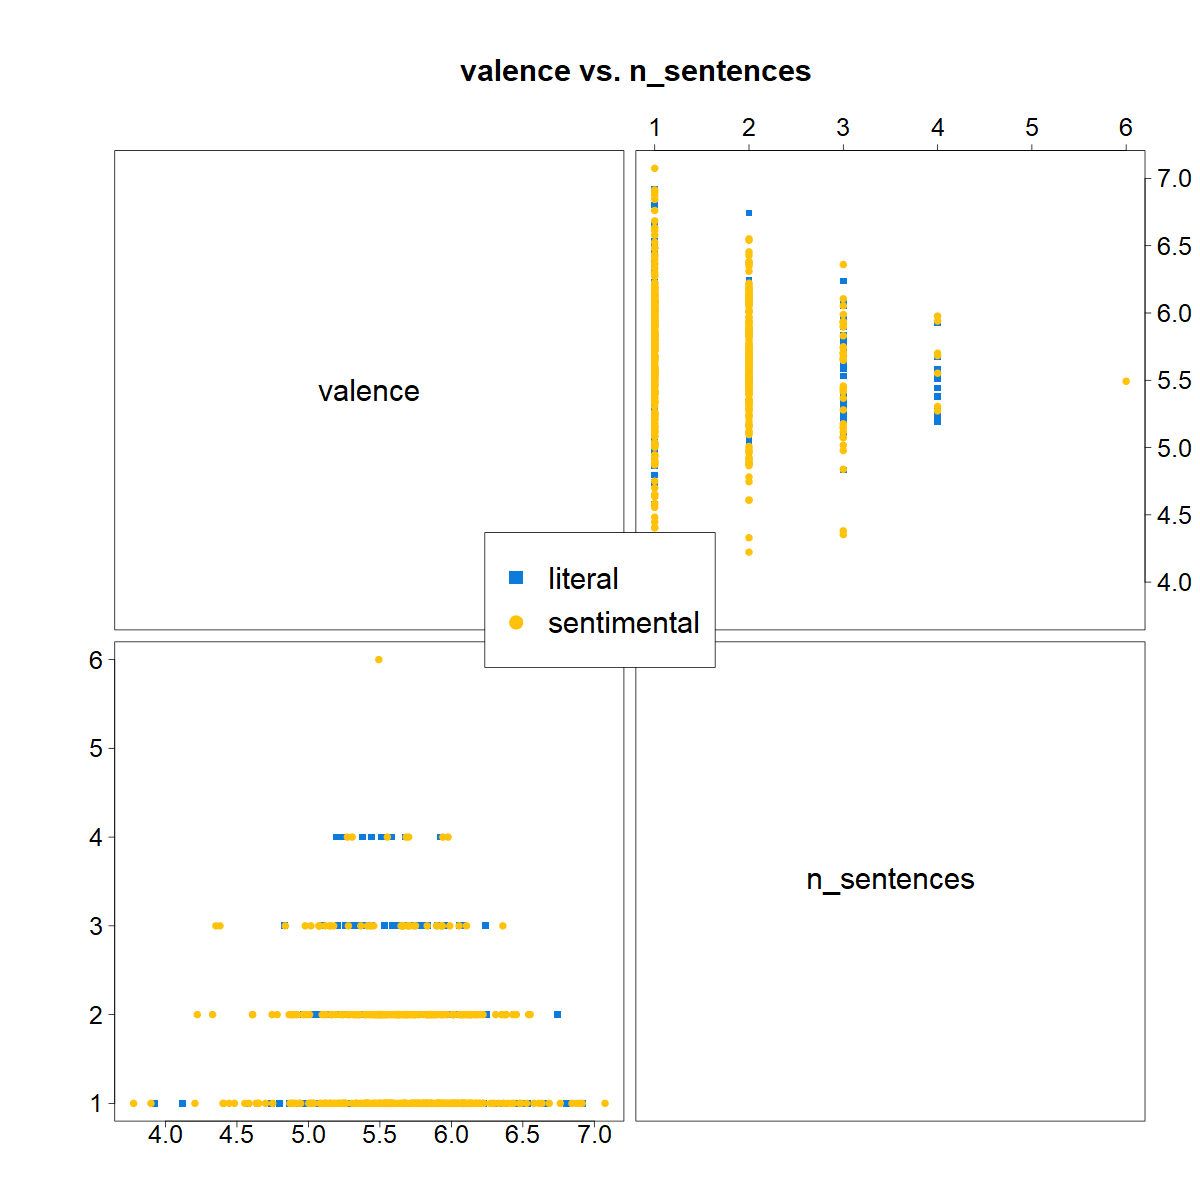 valence vs. n_sentences
1 2 3 4 5 6
7.0
6.5
6.0
5.5
5.0
4.5
4.0
valence
literal
sentimental
6
5
4
3
2
1
n_sentences
4.0 4.5 5.0 5.5 6.0 6.5 7.0